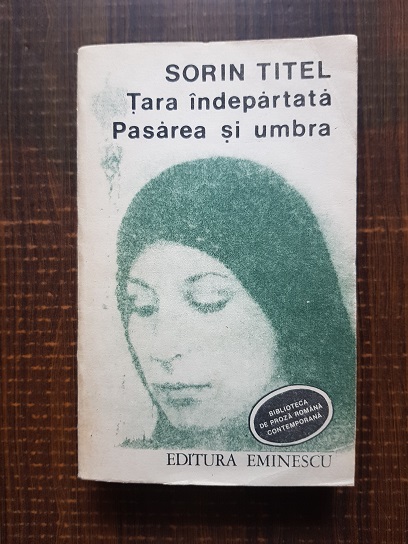 SORIN TITEL
Țara îndepărtată
Pasărea și umbra
BIBLIOTECA
DE PROZĂ ROMÂNĂ
CONTEMPORANĂ
EDITURA EMINESCU